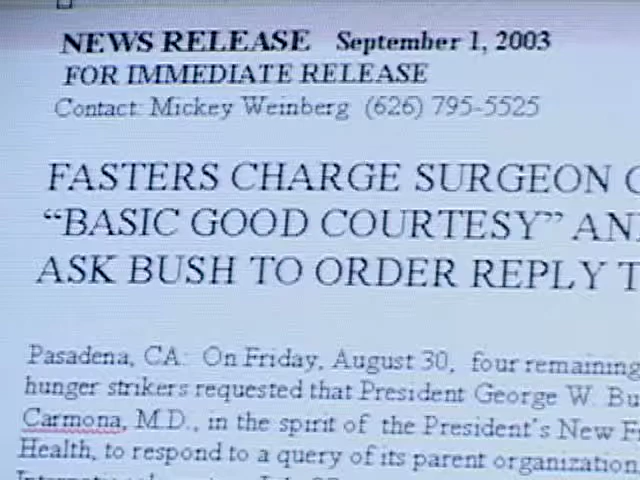 NEWS RELEASE September 1, 2003
FOR IMMEDIATE RELEASE
Contact: Mickey Weinberg (626) 795-5525
FASTERS CHARGE SURGEON
“BASIC GOOD COURTESY” AN
ASK BUSH TO ORDER REPLY T
Pasadena, CA: On Friday, August 30, four remaining
hunger strikers requested that President George W. Bu
Carmona, M.D., in the spirit of the President's New F
Health, to respond to a query of its parent organization